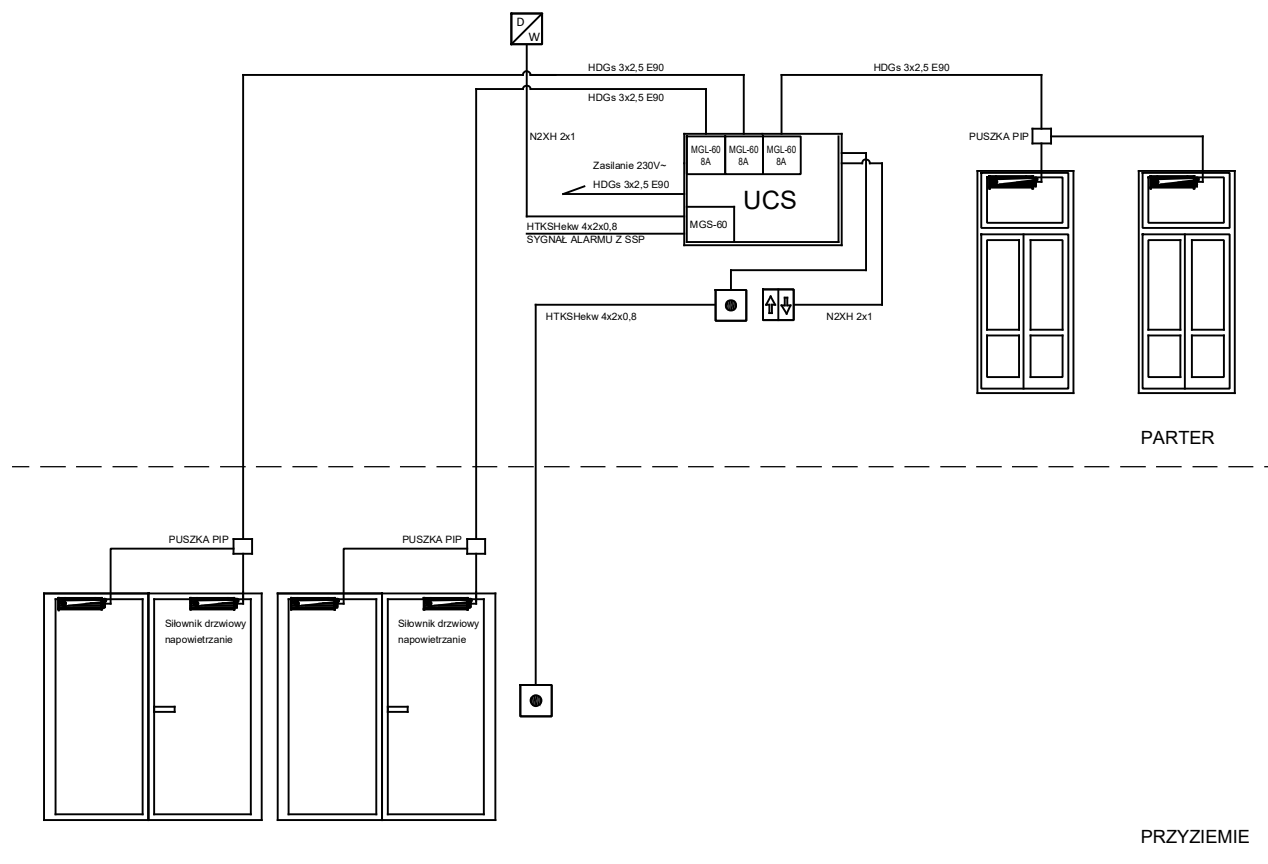 D
W
HDGs 3x2,5 E90
HDGs 3x2,5 E90
HDGs 3x2,5 E90
N2XH 2x1
PUSZKA PIP
MGL-60
8A
MGL-60
8A
MGL-60
8A
Zasilanie 230V~
HDGs 3x2,5 E90
UCS
MGS-60
HTKSHekw 4x2x0,8
SYGNAŁ ALARMU Z SSP
HTKSHekw 4x2x0,8
N2XH 2x1
PARTER
PUSZKA PIP
PUSZKA PIP
Siłownik drzwiowy
napowietrzanie
Siłownik drzwiowy
napowietrzanie
PRZYZIEMIE